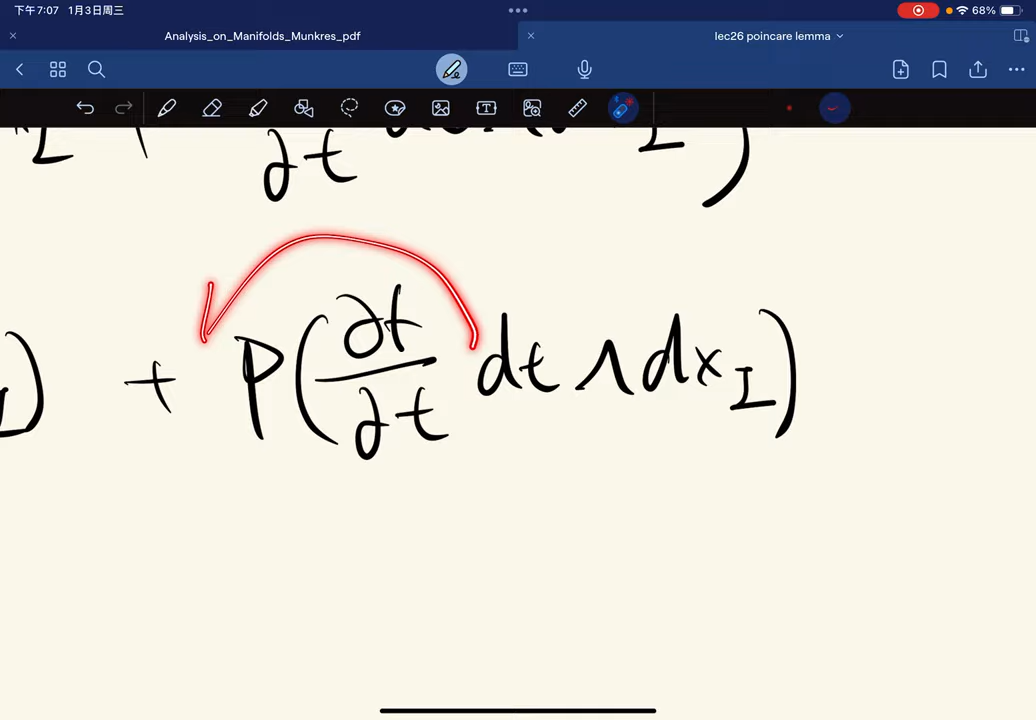 下午7:07 1月3日周三
68%
Analysis_on_Manifolds_Munkres_pdf
lec26 poincare lemma
I + ∂t I )
I) + P(∂f/∂t dt ∧ dx_I)